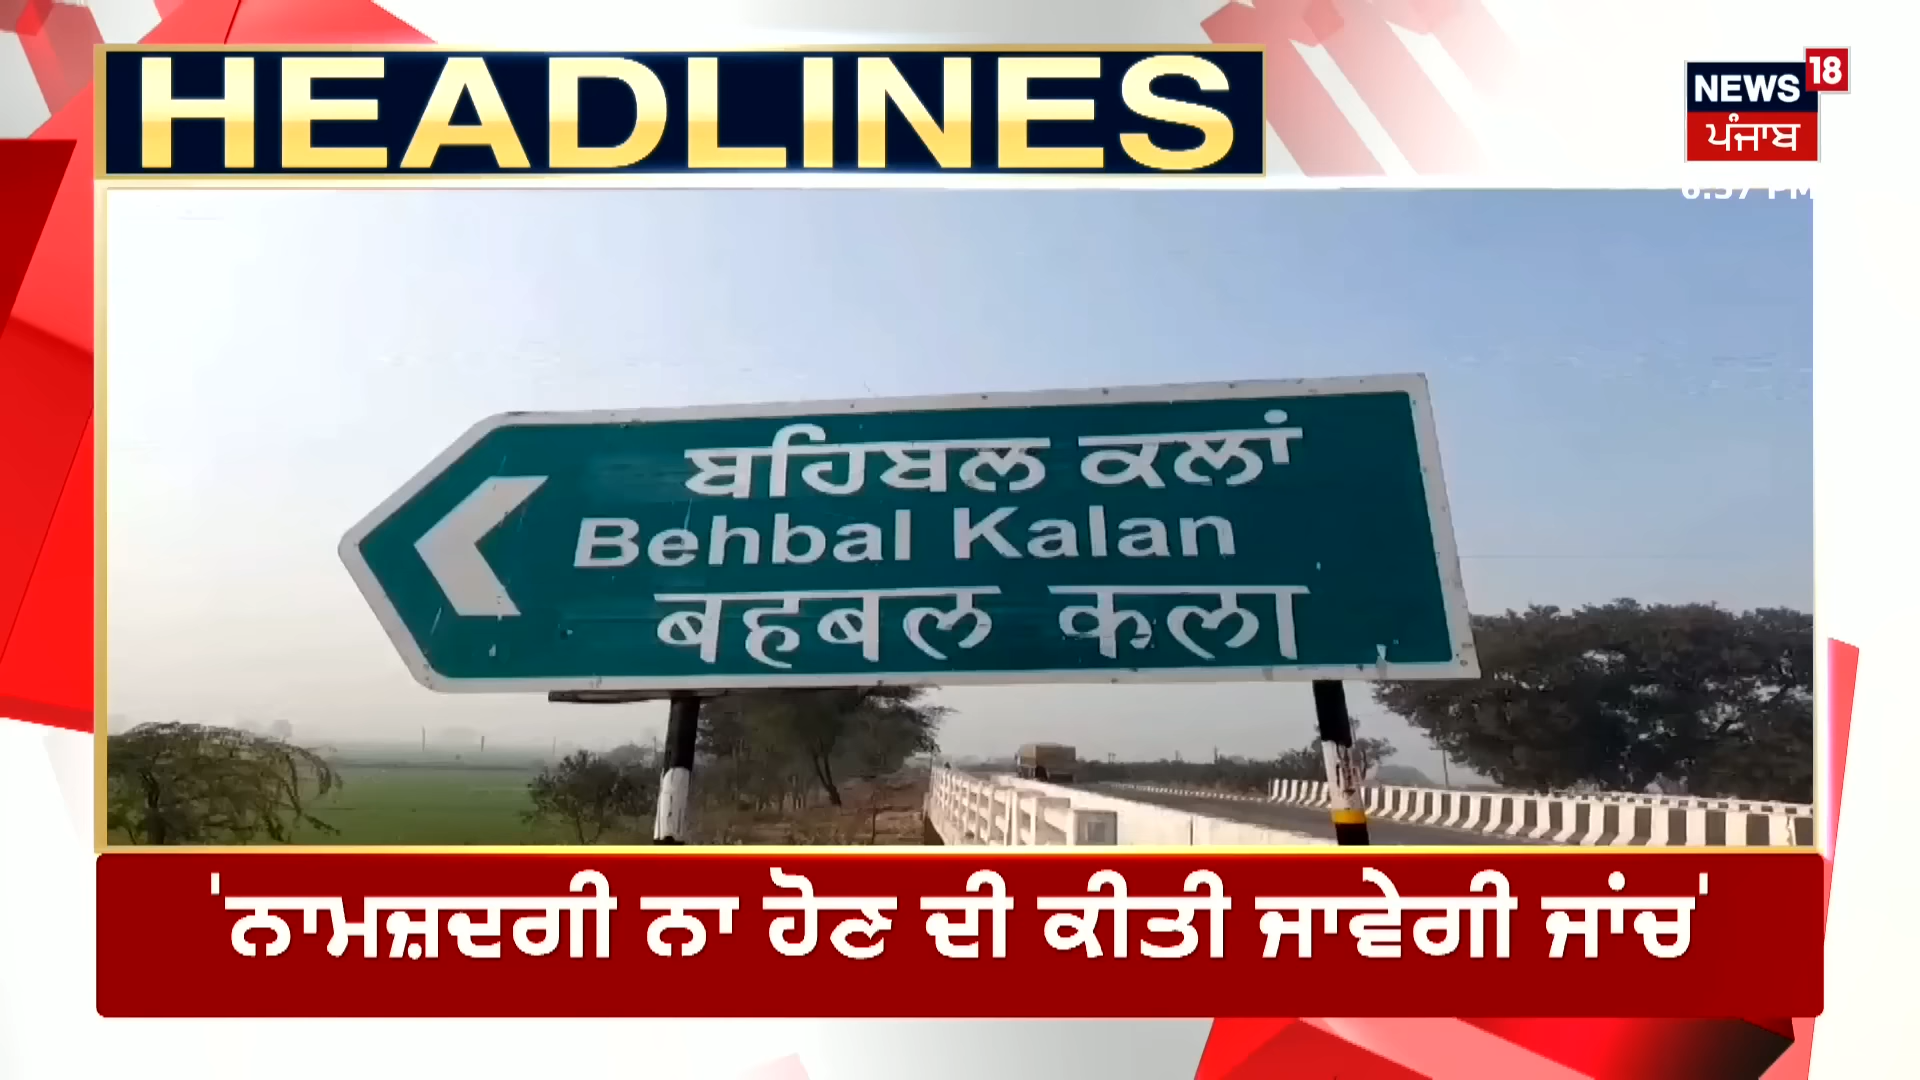 HEADLINES
NEWS 18
ਪੰਜਾਬ
ਬਹਿਬਲ ਕਲਾਂ
Behbal Kalan
बहबल कला
'ਨਾਮਜ਼ਦਗੀ ਨਾ ਹੋਣ ਦੀ ਕੀਤੀ ਜਾਵੇਗੀ ਜਾਂਚ'